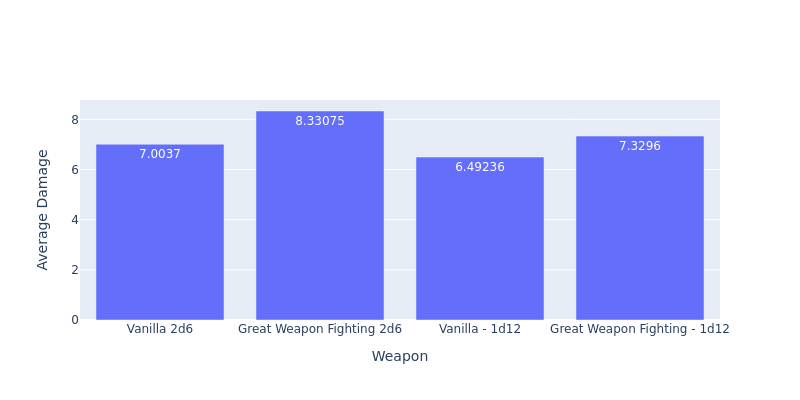 8
6
4
2
0
Average Damage
7.0037
8.33075
6.49236
7.3296
Vanilla 2d6
Great Weapon Fighting 2d6
Vanilla - 1d12
Great Weapon Fighting - 1d12
Weapon